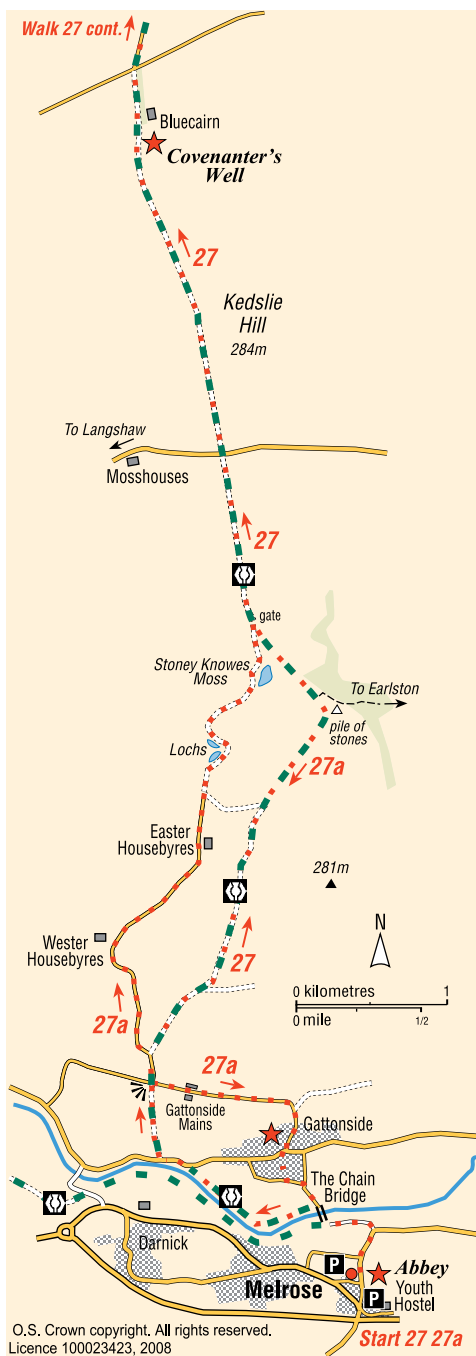 Walk 27 cont.
Bluecairn
Covenanter's
Well
27
Kedslie
Hill
284m
To Langshaw
Mosshouses
27
gate
Stoney Knowes
Moss
To Earlston
pile of
stones
Lochs
27a
Easter
Housebyres
281m
Wester
Housebyres
27
N
0 kilometres 1
0 mile 1/2
27a
27a
Gattonside
Mains
Gattonside
The Chain
Bridge
Darnick
P
Abbey
Melrose
Youth
Hostel
P
O.S. Crown copyright. All rights reserved.
Licence 100023423, 2008
Start 27 27a